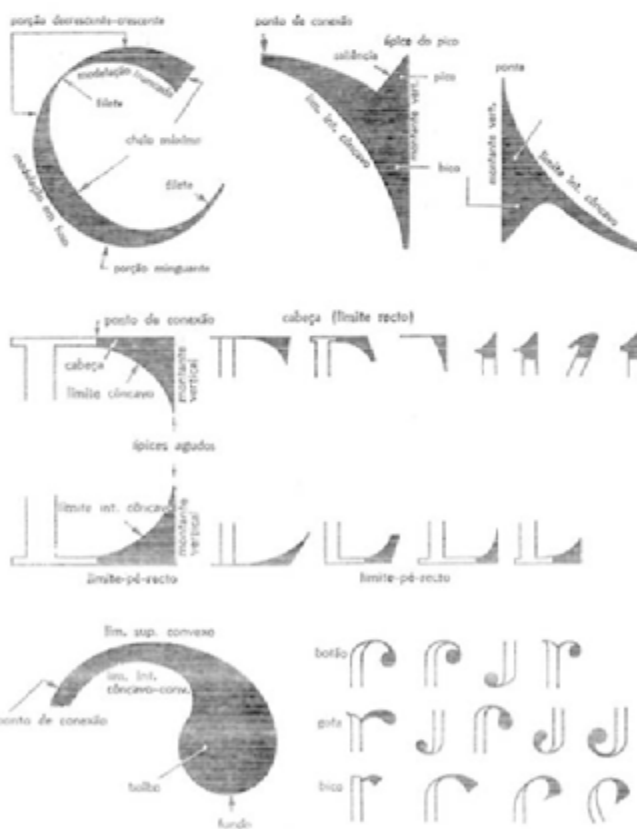 porção decrescente-crescente
modelação truncada
filete
cheio máximo
filete
modelação em fuso
porção minguante
ponto de conexão
saliência
ápice do pico
pico
lim. int. côncavo
montante vert.
bico
ponta
montante vert.
limite int. côncavo
ponto de conexão
cabeça
limite côncavo
montante vertical
cabeça (limite recto)
ápices agudos
limite int. côncavo
montante vertical
limite-pé-recto
limite-pé-recto
lim. sup. convexo
lim. int.
côncavo-conv.
ponto de conexão
bolbo
fundo
botão
gota
bico